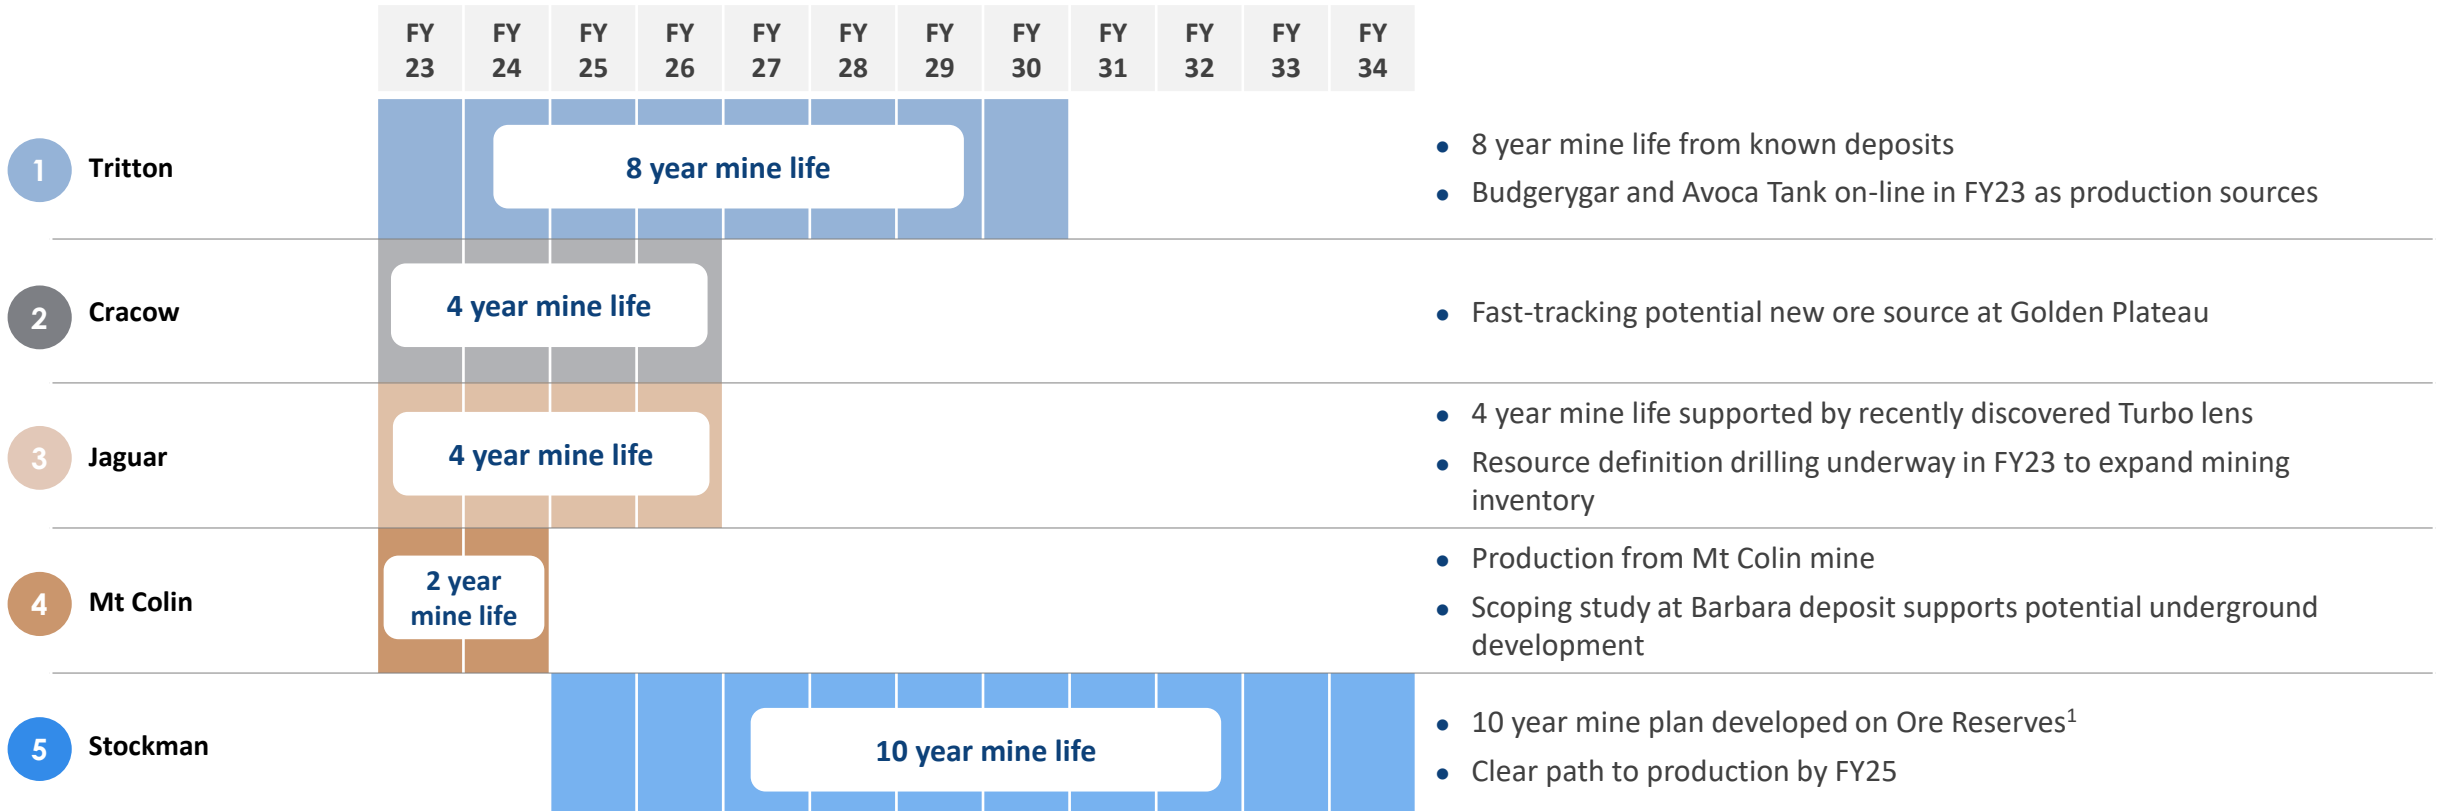 FY FY FY FY FY FY FY FY FY FY FY FY
23 24 25 26 27 28 29 30 31 32 33 34
1 Tritton
8 year mine life
• 8 year mine life from known deposits
• Budgerygar and Avoca Tank on-line in FY23 as production sources
2 Cracow
4 year mine life
• Fast-tracking potential new ore source at Golden Plateau
3 Jaguar
4 year mine life
• 4 year mine life supported by recently discovered Turbo lens
• Resource definition drilling underway in FY23 to expand mining
inventory
4 Mt Colin
2 year
mine life
• Production from Mt Colin mine
• Scoping study at Barbara deposit supports potential underground
development
5 Stockman
10 year mine life
• 10 year mine plan developed on Ore Reserves¹
• Clear path to production by FY25